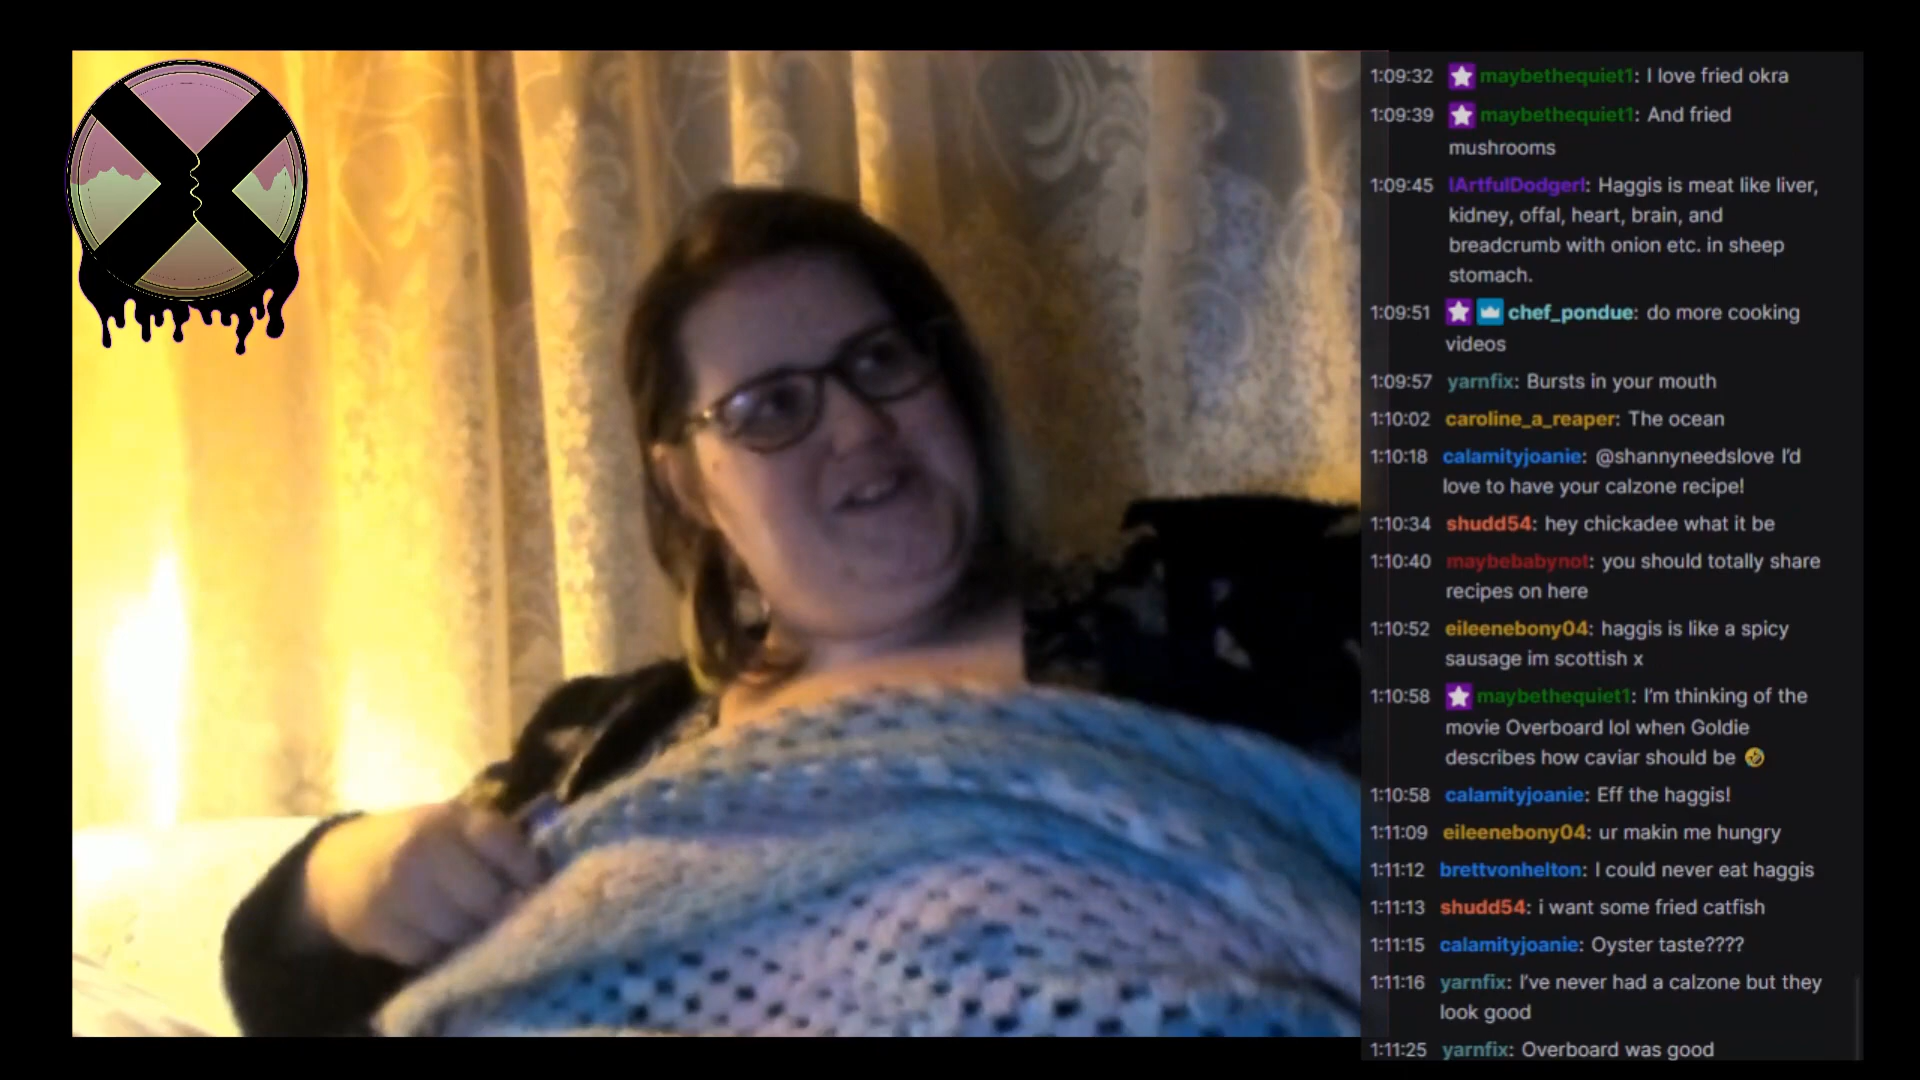 1:09:32 maybethequiet1: I love fried okra
1:09:39 maybethequiet1: And fried
mushrooms
1:09:45 lArtfulDodgerl: Haggis is meat like liver,
kidney, offal, heart, brain, and
breadcrumb with onion etc. in sheep
stomach.
1:09:51 chef_pondue: do more cooking
videos
1:09:57 yarnfix: Bursts in your mouth
1:10:02 caroline_a_reaper: The ocean
1:10:18 calamityjoanie: @shannyneedslove I'd
love to have your calzone recipe!
1:10:34 shudd54: hey chickadee what it be
1:10:40 maybebabynot: you should totally share
recipes on here
1:10:52 eileenebony04: haggis is like a spicy
sausage im scottish x
1:10:58 maybethequiet1: I'm thinking of the
movie Overboard lol when Goldie
describes how caviar should be 🤣
1:10:58 calamityjoanie: Eff the haggis!
1:11:09 eileenebony04: ur makin me hungry
1:11:12 brettvonhelton: I could never eat haggis
1:11:13 shudd54: i want some fried catfish
1:11:15 calamityjoanie: Oyster taste????
1:11:16 yarnfix: I've never had a calzone but they
look good
1:11:25 yarnfix: Overboard was good